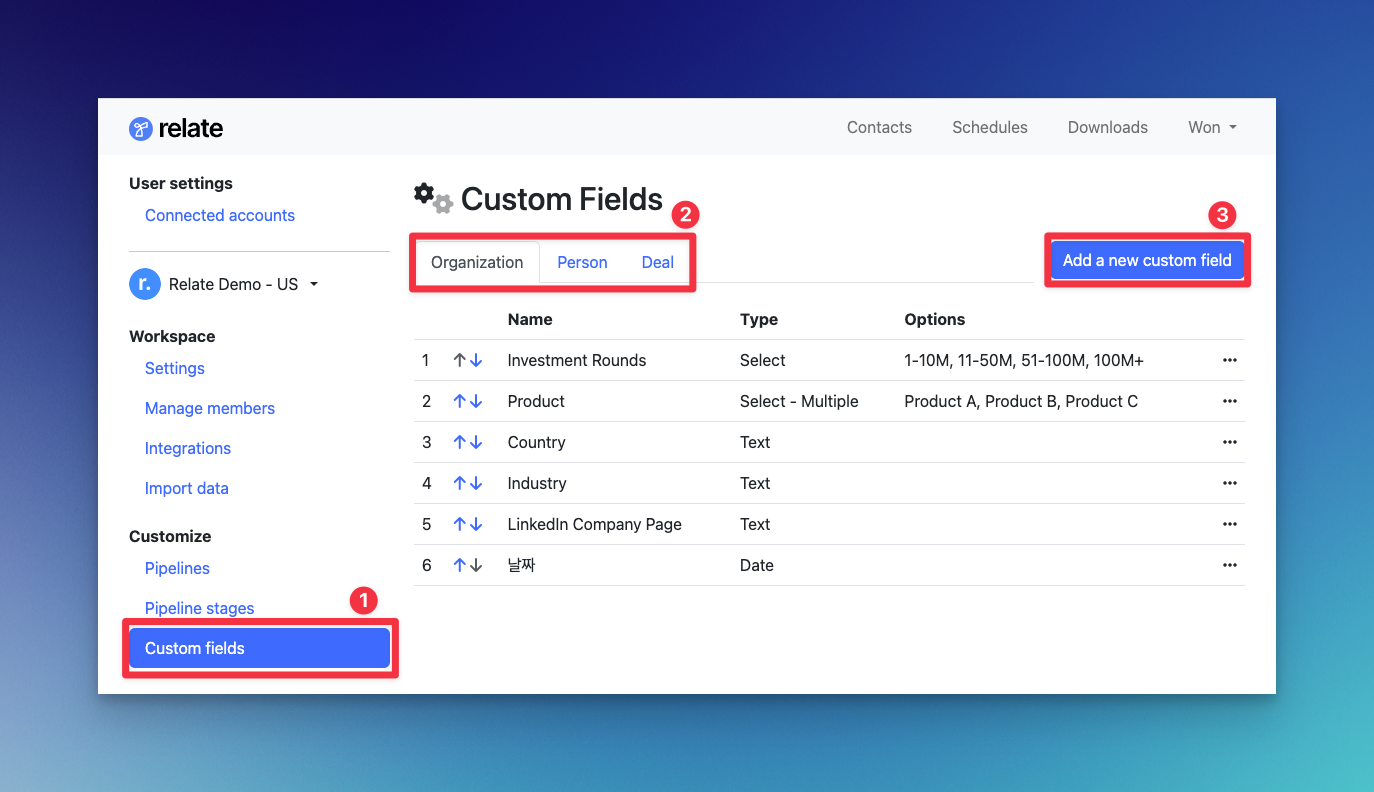 relate
Contacts Schedules Downloads Won
User settings
Connected accounts
r. Relate Demo - US
Workspace
Settings
Manage members
Integrations
Import data
Customize
Pipelines
Pipeline stages
1
Custom fields
Custom Fields
2
3
Organization Person Deal
Add a new custom field
Name Type Options
1 Investment Rounds Select 1-10M, 11-50M, 51-100M, 100M+
2 Product Select - Multiple Product A, Product B, Product C
3 Country Text
4 Industry Text
5 LinkedIn Company Page Text
6 날짜 Date